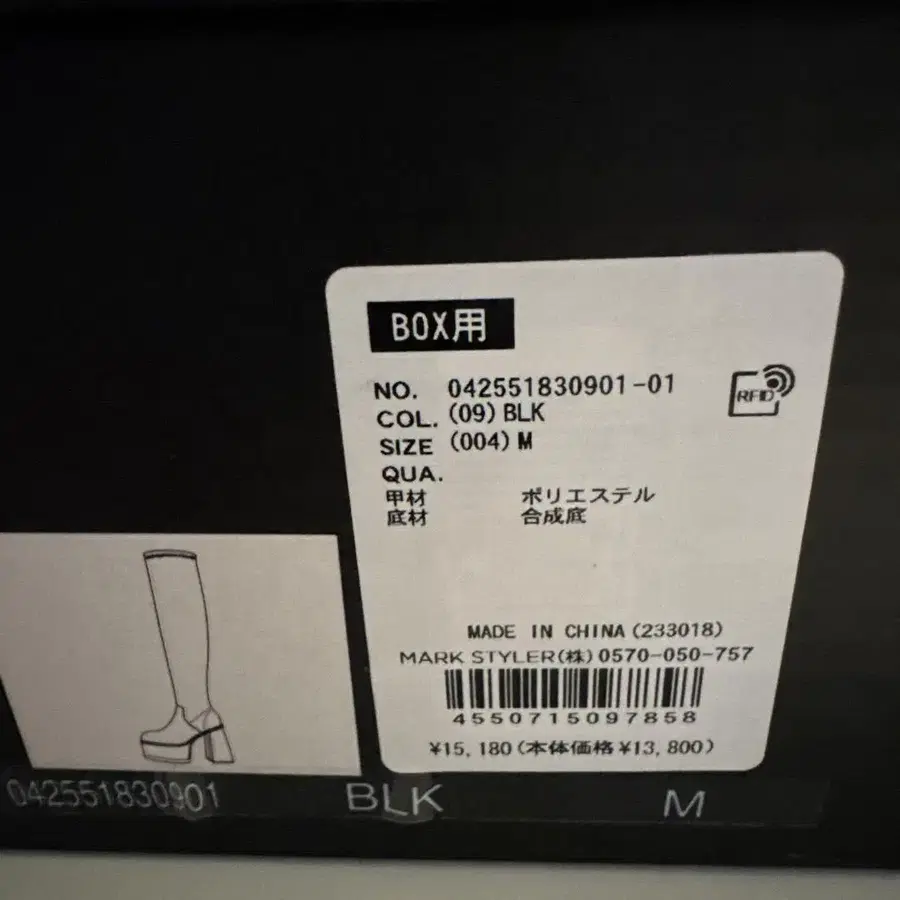 BOX用
NO. 042551830901-01
COL. (09) BLK
SIZE (004) M
QUA.
甲材 ポリエステル
底材 合成底
RFID
MADE IN CHINA (233018)
MARK STYLER(株) 0570-050-757
4550715097858
¥15,180(本体価格¥13,800)
042551830901 BLK M